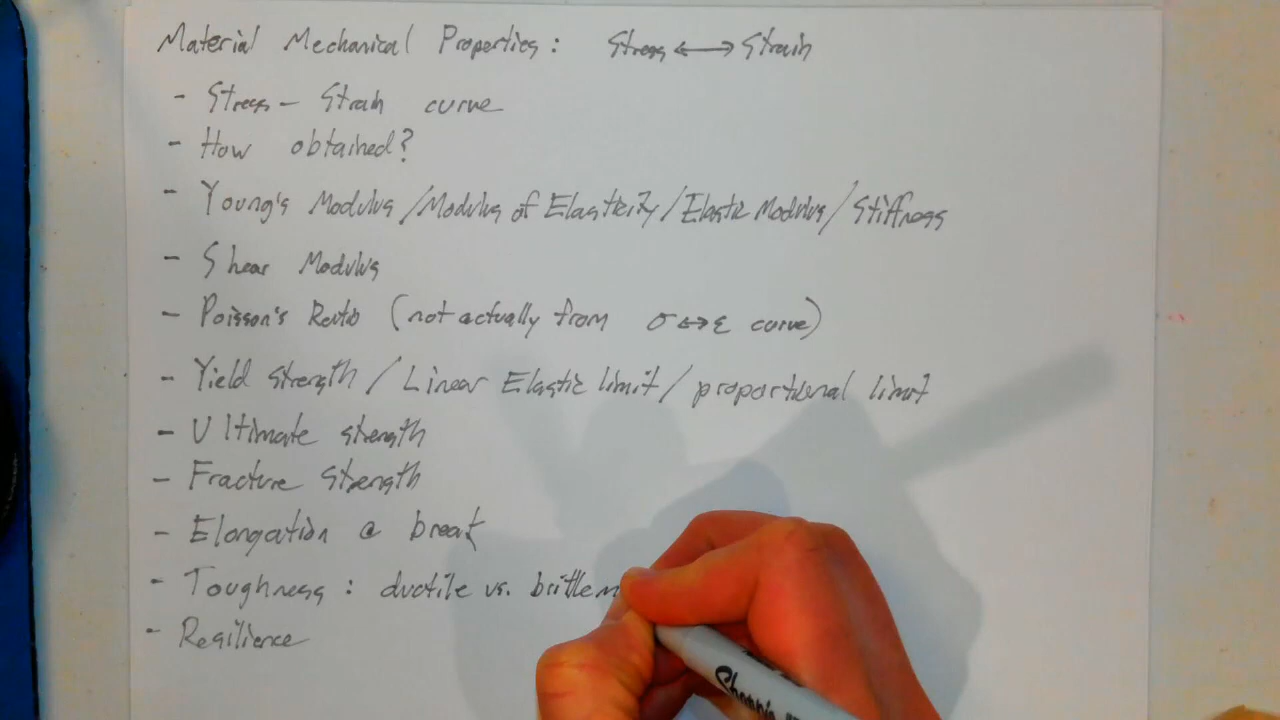 Material Mechanical Properties: Stress ↔ Strain
- Stress - Strain curve
- How obtained?
- Young's Modulus / Modulus of Elasticity / Elastic Modulus / Stiffness
- Shear Modulus
- Poisson's Ratio (not actually from σ↔ε curve)
- Yield strength / Linear Elastic limit / proportional limit
- Ultimate strength
- Fracture strength
- Elongation @ break
- Toughness: ductile vs. brittle m
- Resilience
Sharpie